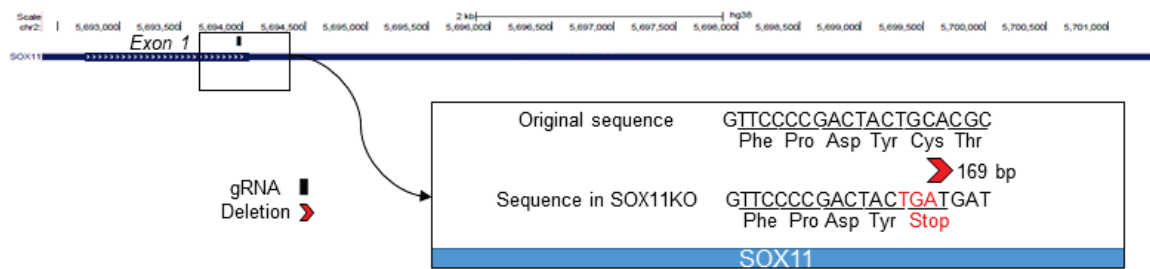 Scale 2 kb hg38
chr2: 5,693,000 5,693,500 5,694,000 5,694,500 5,695,000 5,695,500 5,696,000 5,696,500 5,697,000 5,697,500 5,698,000 5,698,500 5,699,000 5,699,500 5,700,000 5,700,500 5,701,000
Exon 1
SOX11
Original sequence GTTCCCCGACTACTGCACGC
Phe Pro Asp Tyr Cys Thr
169 bp
gRNA
Deletion
Sequence in SOX11KO GTTCCCCGACTACTGATGAT
Phe Pro Asp Tyr Stop
SOX11